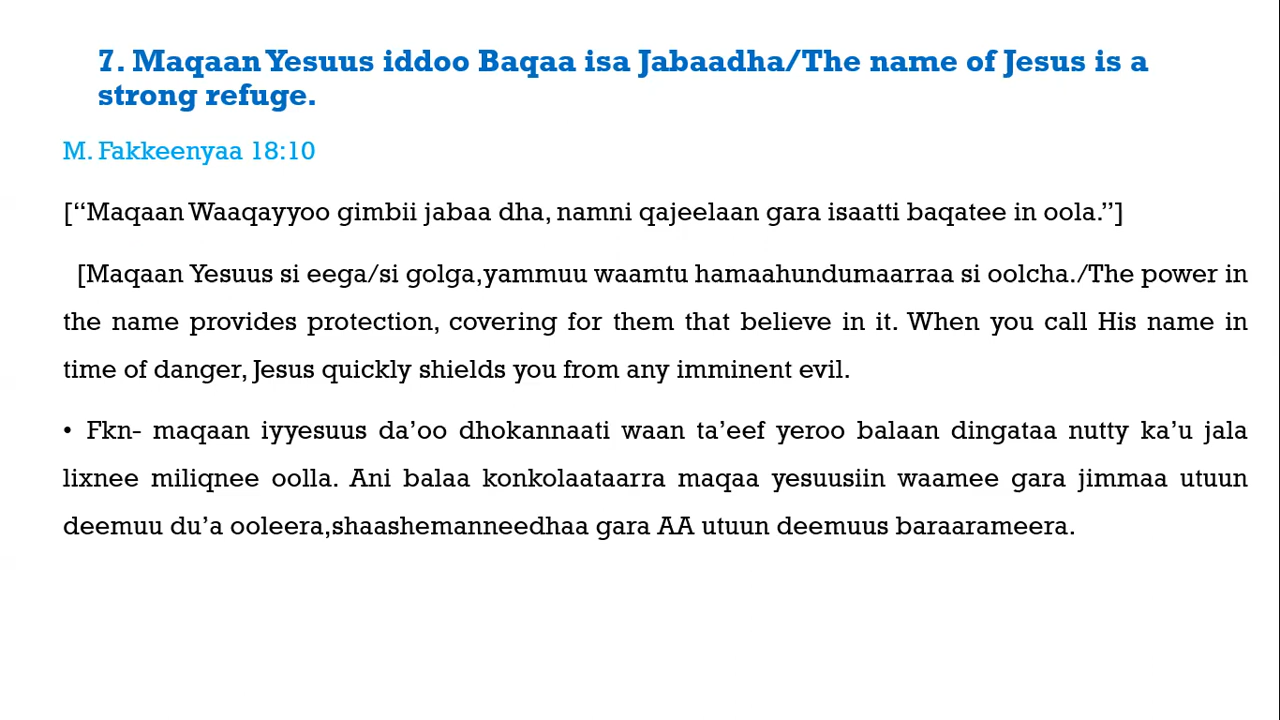 7. Maqaan Yesuus iddoo Baqaa isa Jabaadha/The name of Jesus is a
strong refuge.
M. Fakkeenyaa 18:10
[“Maqaan Waaqayyoo gimbii jabaa dha, namni qajeelaan gara isaatti baqatee in oola.”]
[Maqaan Yesuus si eega/si golga,yammuu waamtu hamaahundumaarraa si oolcha./The power in
the name provides protection, covering for them that believe in it. When you call His name in
time of danger, Jesus quickly shields you from any imminent evil.
• Fkn- maqaan iyyesuus da’oo dhokannaati waan ta’eef yeroo balaan dingataa nutty ka’u jala
lixnee miliqnee oolla. Ani balaa konkolaataarra maqaa yesuusiin waamee gara jimmaa utuun
deemuu du’a ooleera,shaashemanneedhaa gara AA utuun deemuus baraarameera.